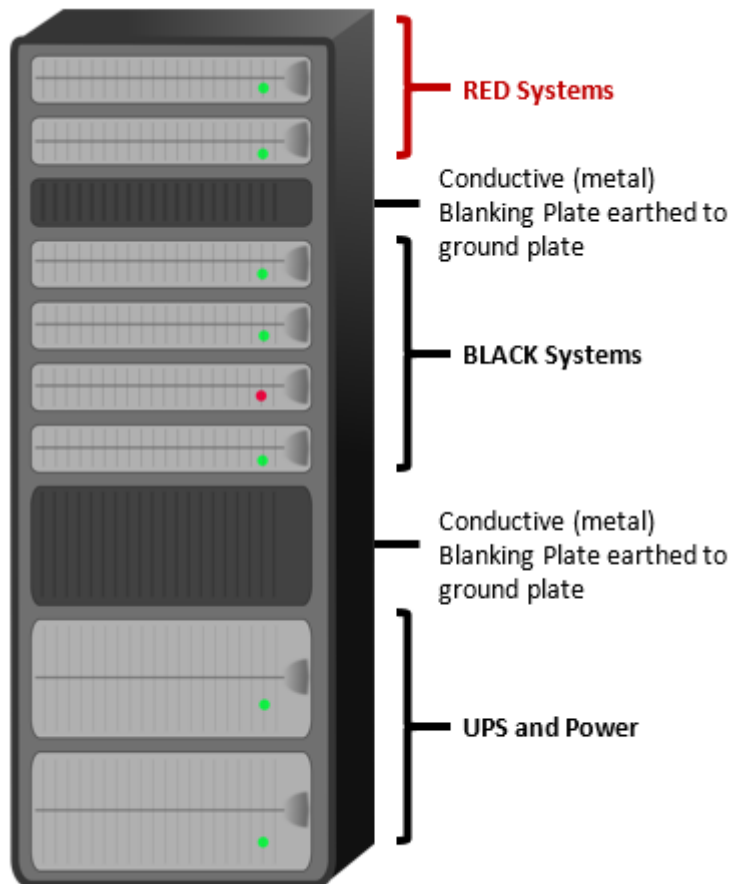 RED Systems
Conductive (metal)
Blanking Plate earthed to
ground plate
BLACK Systems
Conductive (metal)
Blanking Plate earthed to
ground plate
UPS and Power